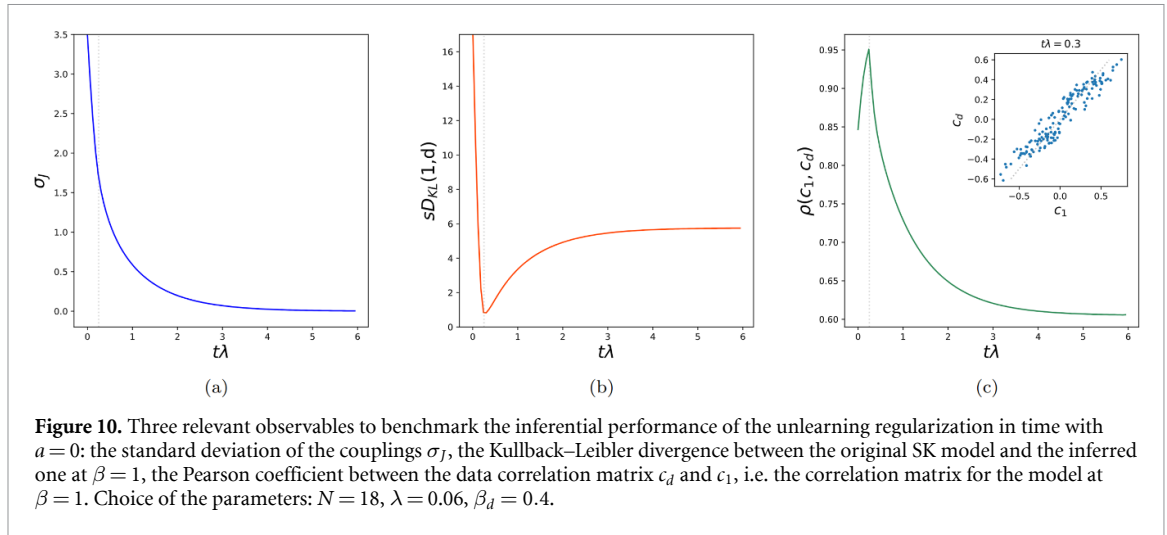 3.5
3.0
2.5
2.0
1.5
1.0
0.5
0.0
σJ
0 1 2 3 4 5 6
tλ
(a)
16
14
12
10
8
6
4
2
0
sDKL(1,d)
0 1 2 3 4 5 6
tλ
(b)
0.95
0.90
0.85
0.80
0.75
0.70
0.65
0.60
ρ(c1, cd)
0 1 2 3 4 5 6
tλ
tλ = 0.3
0.6
0.4
0.2
0.0
−0.2
−0.4
−0.6
cd
−0.5 0.0 0.5
c1
(c)
Figure 10. Three relevant observables to benchmark the inferential performance of the unlearning regularization in time with
a = 0: the standard deviation of the couplings σJ, the Kullback–Leibler divergence between the original SK model and the inferred
one at β = 1, the Pearson coefficient between the data correlation matrix cd and c1, i.e. the correlation matrix for the model at
β = 1. Choice of the parameters: N = 18, λ = 0.06, βd = 0.4.